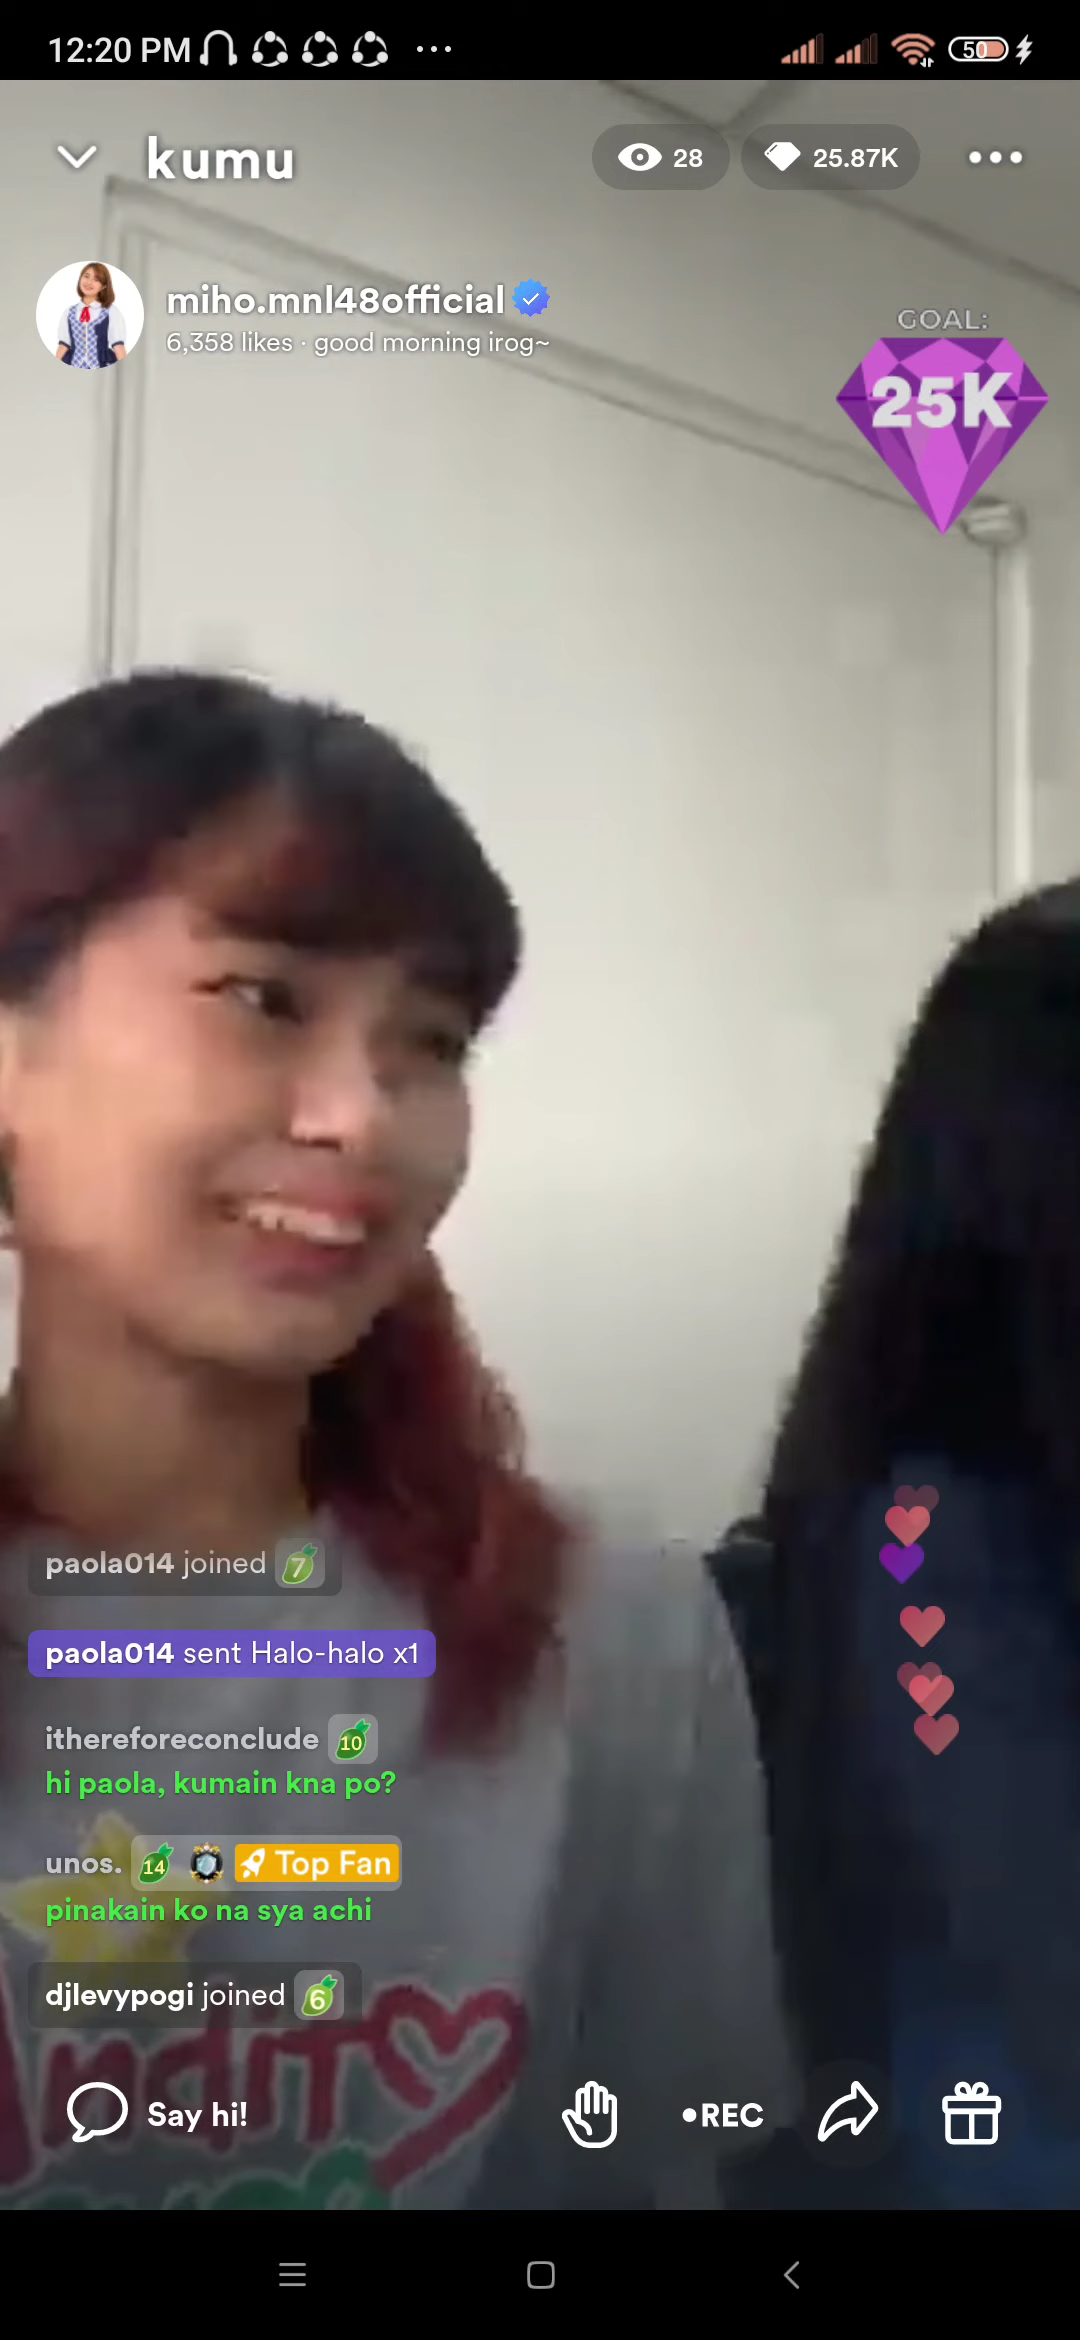 12:20 PM
50
kumu
28
25.87K
miho.mnl48official
6,358 likes · good morning irog~
GOAL:
25K
paola014 joined 7
paola014 sent Halo-halo x1
ithereforeconclude 10
hi paola, kumain kna po?
unos. 14 Top Fan
pinakain ko na sya achi
djlevypogi joined 6
Say hi!
•REC